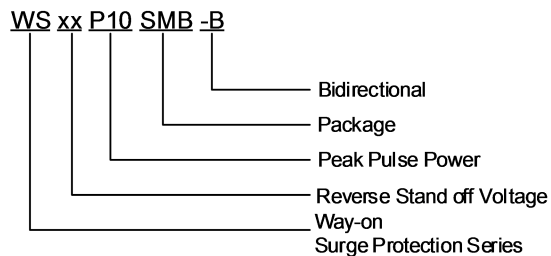 WS xx P10 SMB -B
Bidirectional
Package
Peak Pulse Power
Reverse Stand off Voltage
Way-on
Surge Protection Series